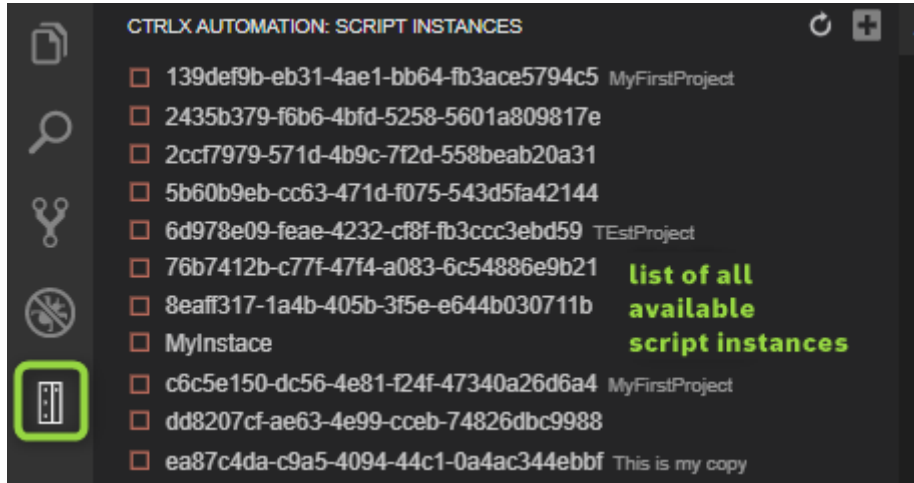 CTRLX AUTOMATION: SCRIPT INSTANCES
139def9b-eb31-4ae1-bb64-fb3ace5794c5 MyFirstProject
2435b379-f6b6-4bfd-5258-5601a809817e
2ccf7979-571d-4b9c-7f2d-558beab20a31
5b60b9eb-cc63-471d-f075-543d5fa42144
6d978e09-feae-4232-cf8f-fb3ccc3ebd59 TEstProject
76b7412b-c77f-47f4-a083-6c54886e9b21
list of all
8eaff317-1a4b-405b-3f5e-e644b030711b
available
MyInstace
script instances
c6c5e150-dc56-4e81-f24f-47340a26d6a4 MyFirstProject
dd8207cf-ae63-4e99-cceb-74826dbc9988
ea87c4da-c9a5-4094-44c1-0a4ac344ebbf This is my copy